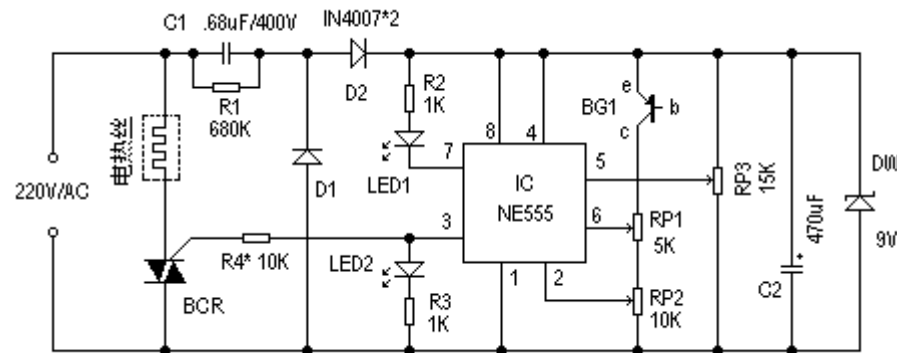 C1 .68uF/400V
IN4007*2
R1
680K
D2
R2
1K
BG1
e
b
c
8
4
7
5
电热丝
220V/AC
D1
LED1
IC
NE555
RP3
15K
DW
9V
3
6
RP1
5K
470uF
R4* 10K
LED2
1
2
R3
1K
RP2
10K
C2
+
BCR